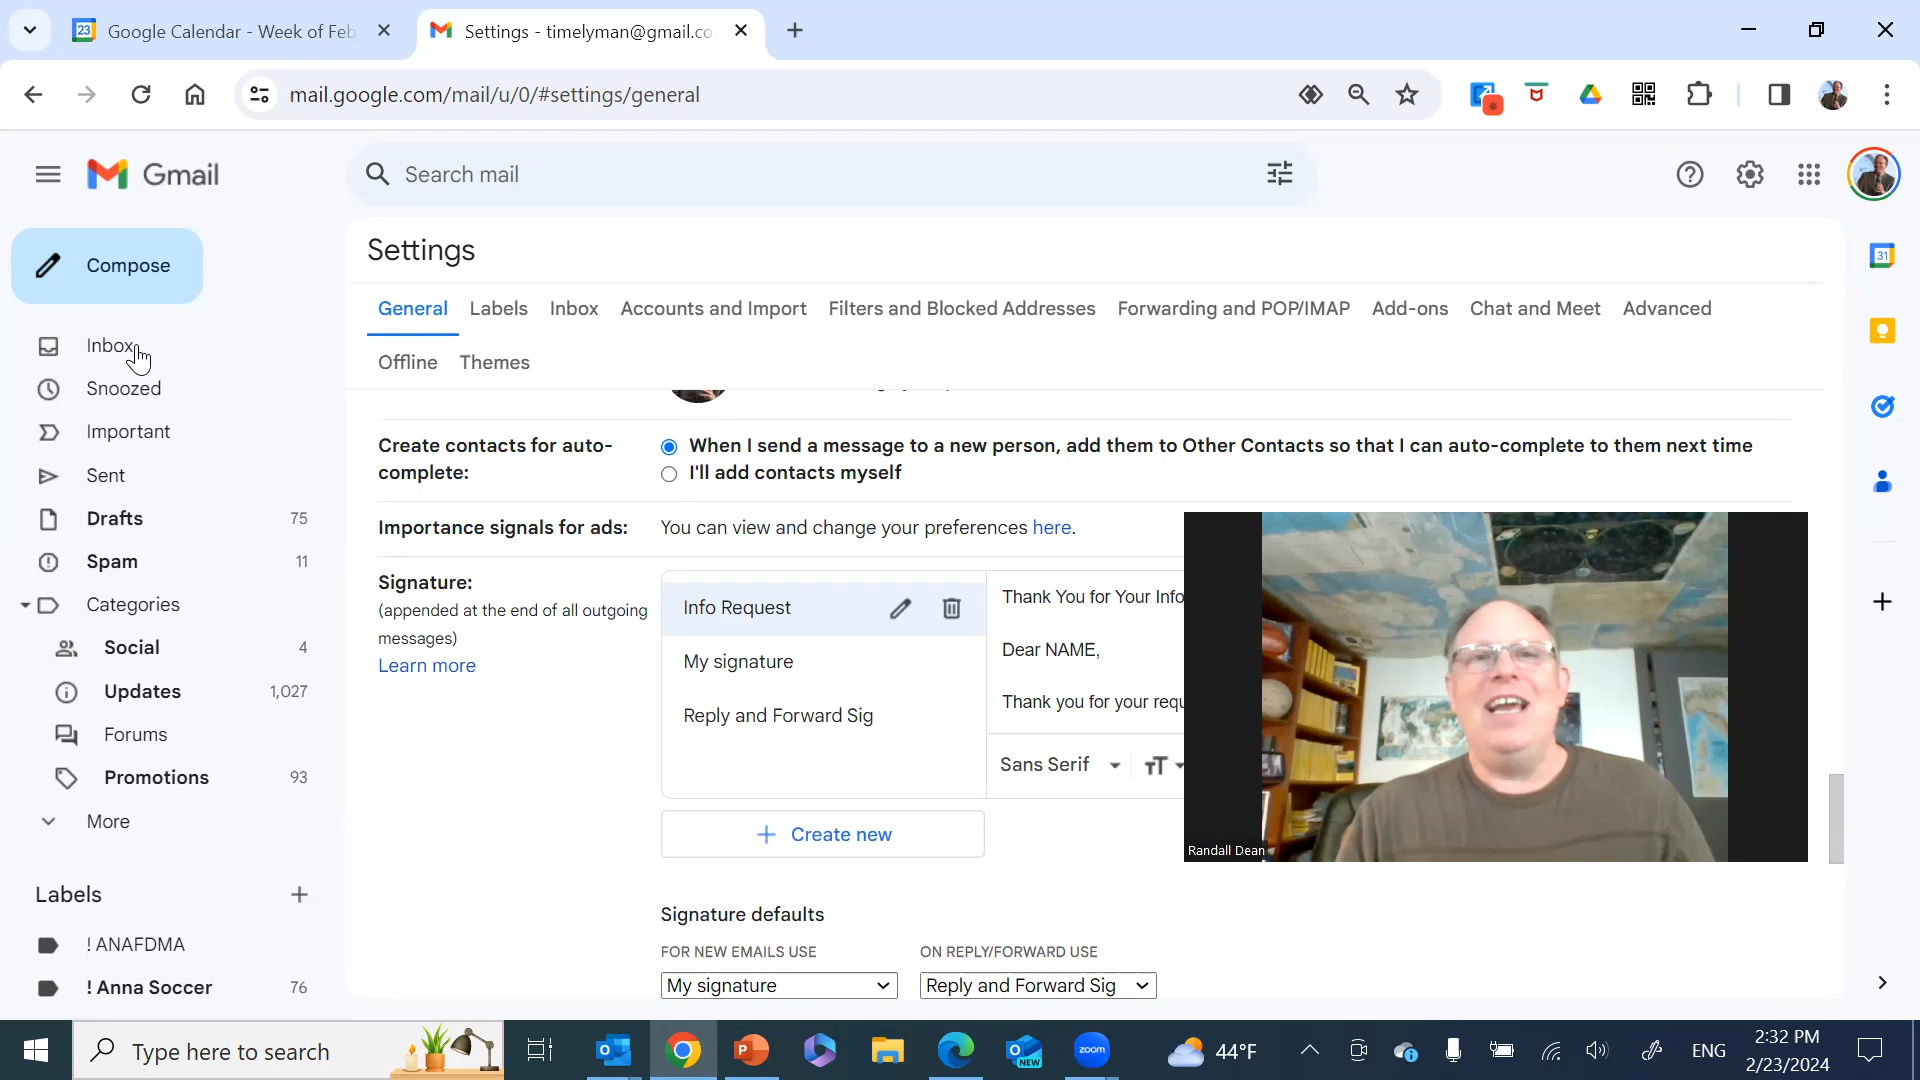 Google Calendar - Week of Feb
Settings - timelyman@gmail.co
mail.google.com/mail/u/0/#settings/general
Gmail
Search mail
Compose
Inbox
Snoozed
Important
Sent
Drafts 75
Spam 11
Categories
Social 4
Updates 1,027
Forums
Promotions 93
More
Labels
! ANAFDMA
! Anna Soccer 76
Settings
General Labels Inbox Accounts and Import Filters and Blocked Addresses Forwarding and POP/IMAP Add-ons Chat and Meet Advanced
Offline Themes
Create contacts for auto-
complete:
When I send a message to a new person, add them to Other Contacts so that I can auto-complete to them next time
I'll add contacts myself
Importance signals for ads:
You can view and change your preferences here.
Signature:
(appended at the end of all outgoing
messages)
Learn more
Info Request
My signature
Reply and Forward Sig
Thank You for Your Info
Dear NAME,
Thank you for your requ
Sans Serif
Create new
Signature defaults
FOR NEW EMAILS USE ON REPLY/FORWARD USE
My signature Reply and Forward Sig
Randall Dean
31
Type here to search
zoom
NEW
44°F
ENG
2:32 PM
2/23/2024